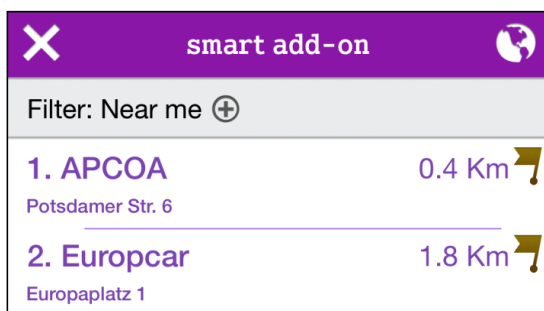 smart add-on
Filter: Near me
1. APCOA 0.4 Km
Potsdamer Str. 6
2. Europcar 1.8 Km
Europaplatz 1